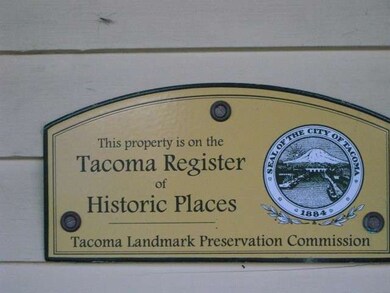 This property is on the
Tacoma Register
of
Historic Places
SEAL OF THE CITY OF TACOMA
1884
Tacoma Landmark Preservation Commission